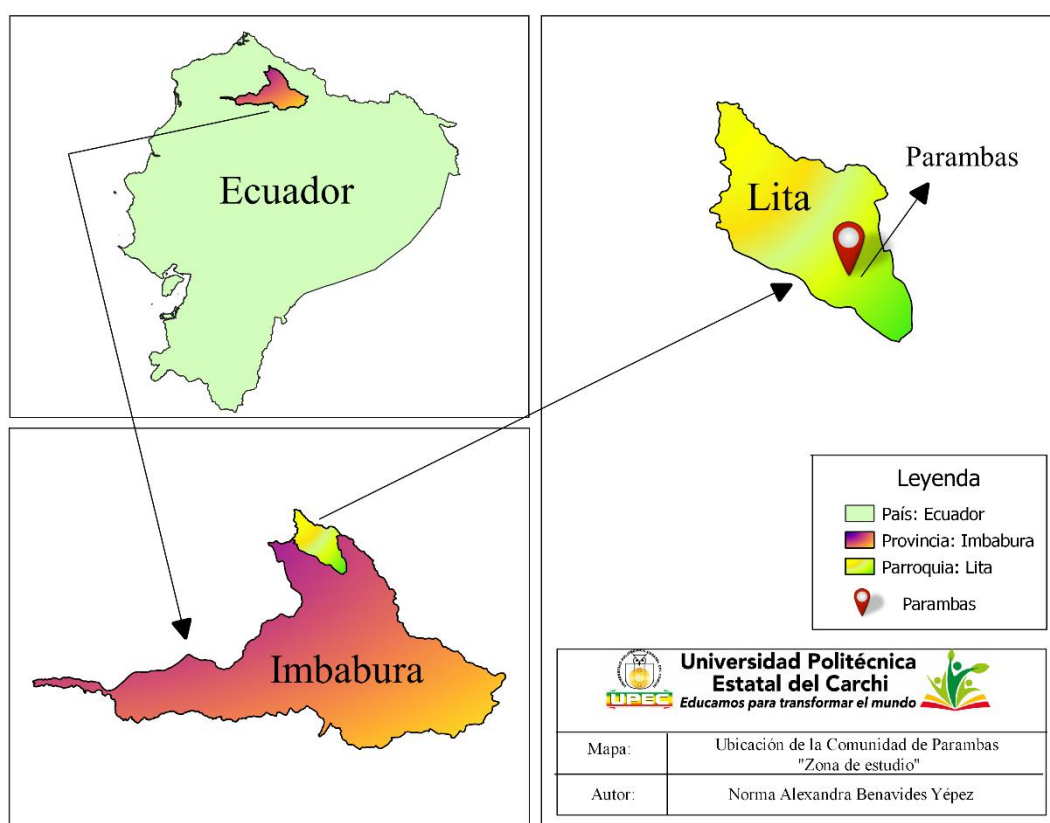 Ecuador
Lita
Parambas
Imbabura
Leyenda
País: Ecuador
Provincia: Imbabura
Parroquia: Lita
Parambas
UPEC
Universidad Politécnica
Estatal del Carchi
Educamos para transformar el mundo
Mapa:
Ubicación de la Comunidad de Parambas
"Zona de estudio"
Autor:
Norma Alexandra Benavides Yépez